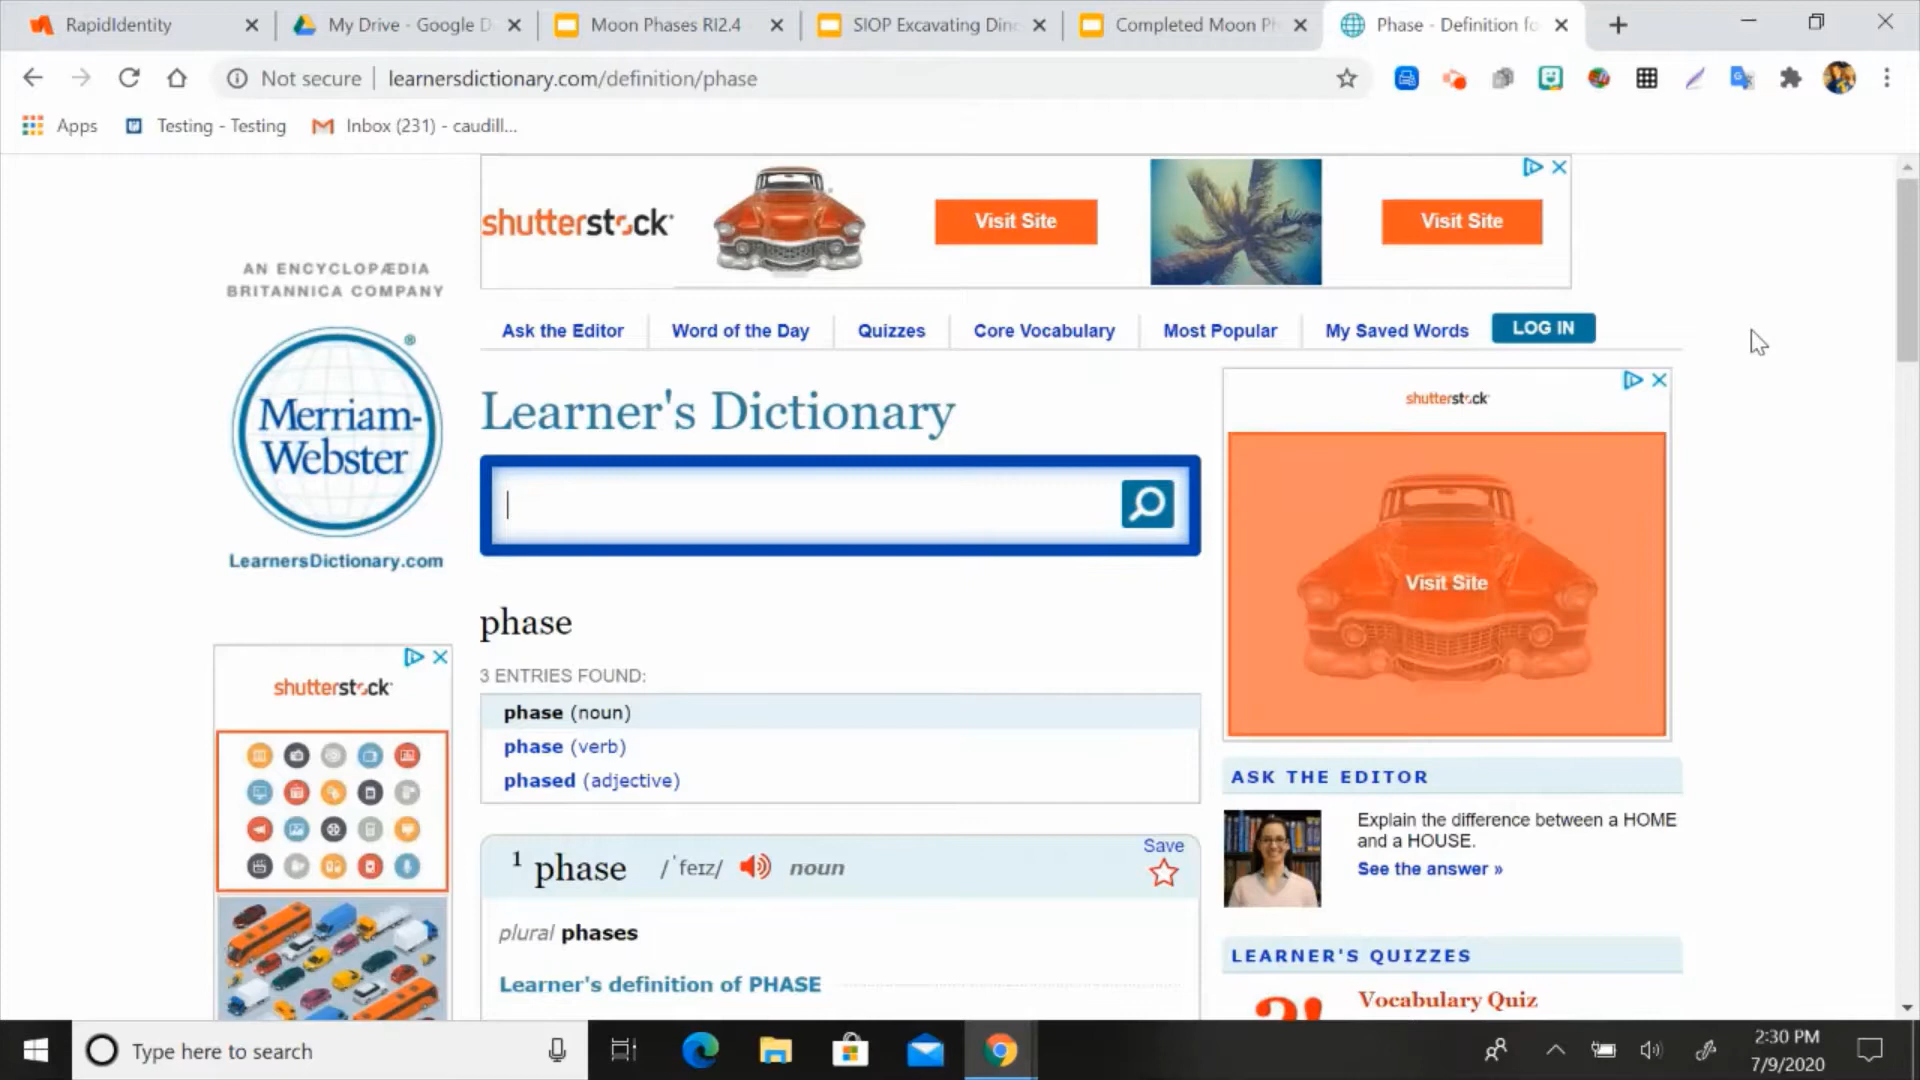 RapidIdentity
My Drive - Google D
Moon Phases RI2.4
SIOP Excavating Dino
Completed Moon Ph
Phase - Definition fo
Not secure
learnersdictionary.com/definition/phase
Apps
Testing - Testing
Inbox (231) - caudill...
shutterstock
Visit Site
Visit Site
AN ENCYCLOPÆDIA
BRITANNICA COMPANY
Merriam-
Webster
®
LearnersDictionary.com
Ask the Editor
Word of the Day
Quizzes
Core Vocabulary
Most Popular
My Saved Words
LOG IN
Learner's Dictionary
shutterstock
Visit Site
phase
3 ENTRIES FOUND:
phase (noun)
phase (verb)
phased (adjective)
shutterstock
1 phase /ˈfeɪz/ noun
Save
plural phases
Learner's definition of PHASE
ASK THE EDITOR
Explain the difference between a HOME
and a HOUSE.
See the answer »
LEARNER'S QUIZZES
Vocabulary Quiz
Type here to search
2:30 PM
7/9/2020